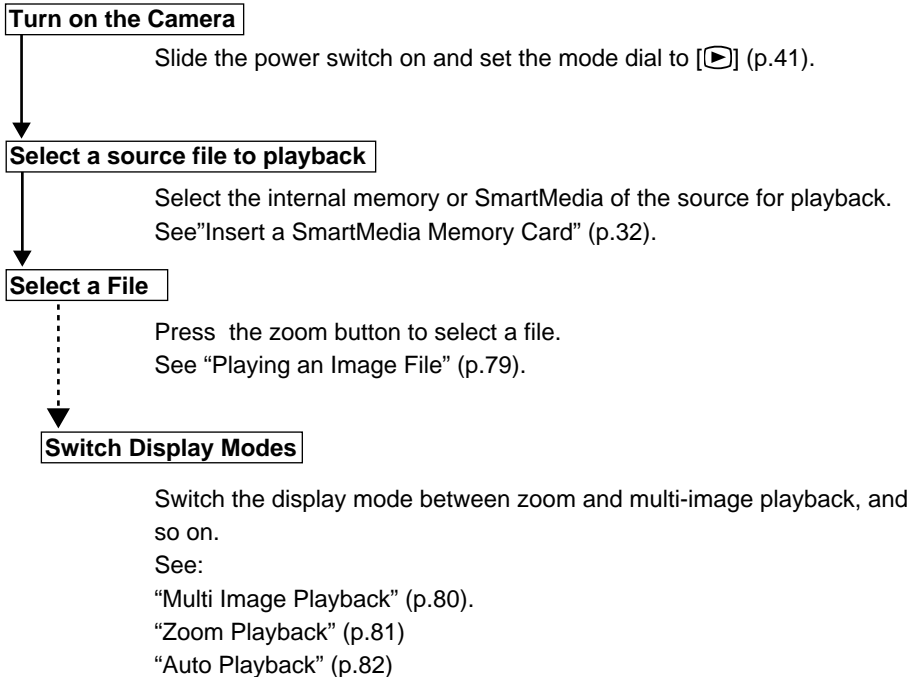 Turn on the Camera
Slide the power switch on and set the mode dial to [▶] (p.41).
Select a source file to playback
Select the internal memory or SmartMedia of the source for playback.
See”Insert a SmartMedia Memory Card” (p.32).
Select a File
Press  the zoom button to select a file.
See “Playing an Image File” (p.79).
Switch Display Modes
Switch the display mode between zoom and multi-image playback, and
so on.
See:
“Multi Image Playback” (p.80).
“Zoom Playback” (p.81)
“Auto Playback” (p.82)